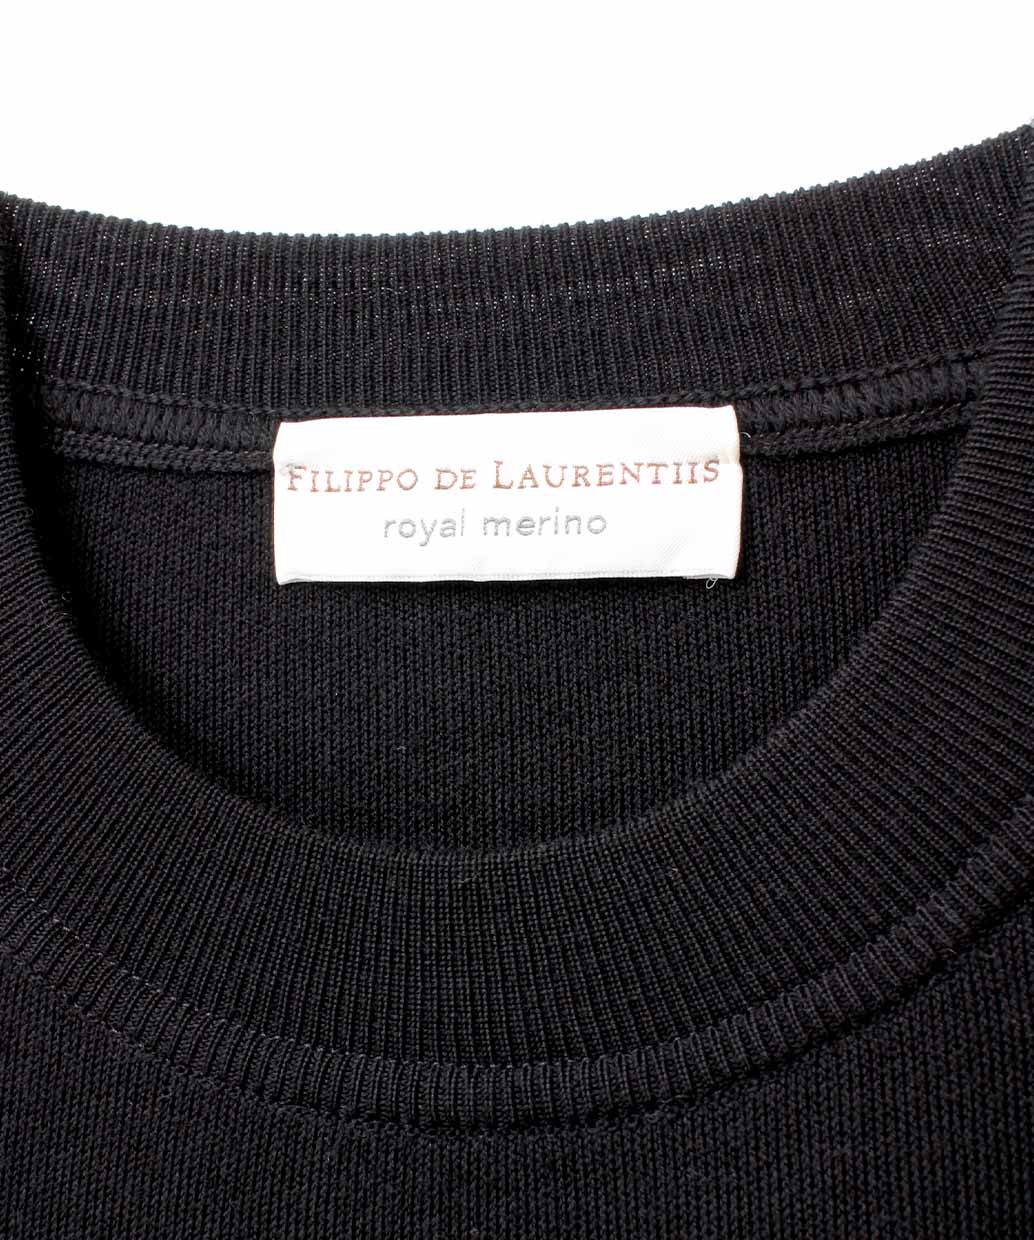 FILIPPO DE LAURENTIIS
royal merino